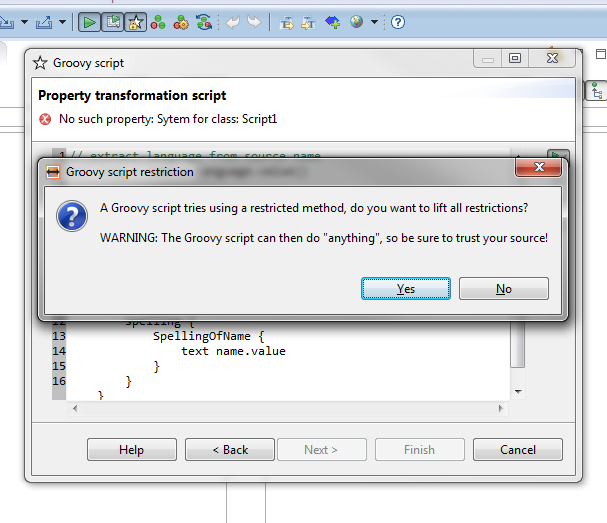 Groovy script
Property transformation script
No such property: Sytem for class: Script1
1 // extract language from source name
Groovy script restriction
A Groovy script tries using a restricted method, do you want to lift all restrictions?
WARNING: The Groovy script can then do "anything", so be sure to trust your source!
Yes
No
12 spelling {
13 SpellingOfName {
14 text name.value
15 }
16 }
}
Help
< Back
Next >
Finish
Cancel